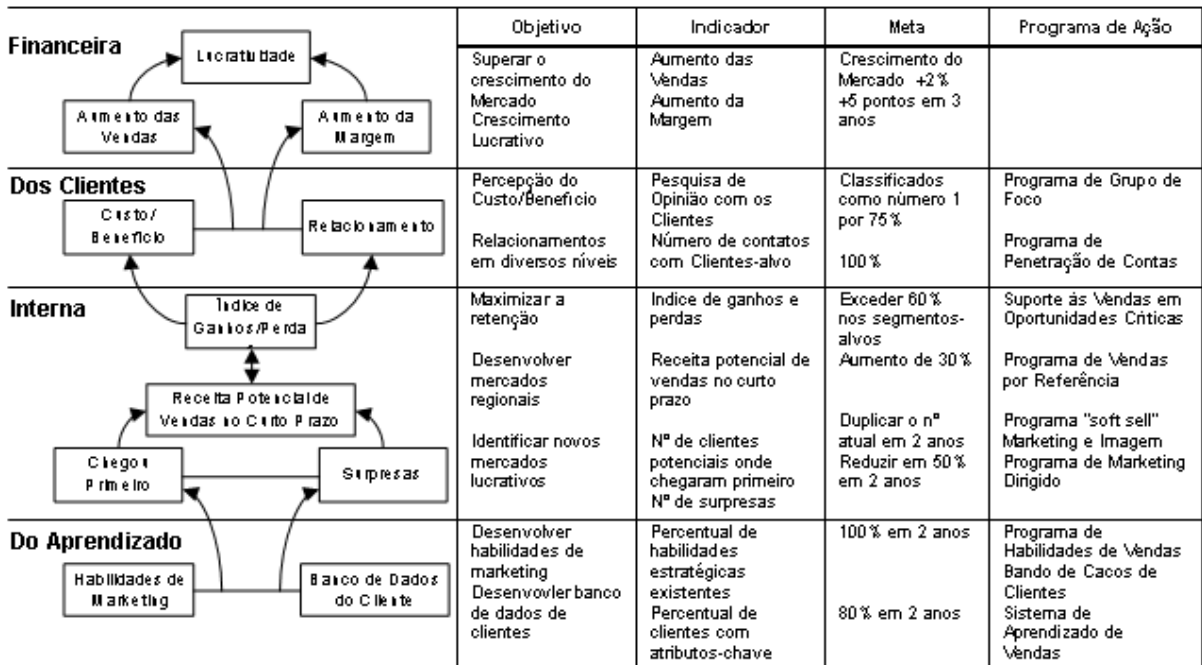 Financeira
Lucratividade
Aumento das
Vendas
Aumento da
Margem
Objetivo
Indicador
Meta
Programa de Ação
Superar o
crescimento do
Mercado
Crescimento
Lucrativo
Aumento das
Vendas
Aumento da
Margem
Crescimento do
Mercado +2%
+5 pontos em 3
anos
Dos Clientes
Custo/
Benefício
Relacionamento
Percepção do
Custo/Benefício
Relacionamentos
em diversos níveis
Pesquisa de
Opinião com os
Clientes
Número de contatos
com Clientes-alvo
Classificados
como número 1
por 75%
100%
Programa de Grupo de
Foco
Programa de
Penetração de Contas
Interna
Índice de
Ganhos/Perda
Receita Potencial de
Vendas no Curto Prazo
Chegou
Primeiro
Surpresas
Maximizar a
retenção
Desenvolver
mercados
regionais
Identificar novos
mercados
lucrativos
Indice de ganhos e
perdas
Receita potencial de
vendas no curto
prazo
Nº de clientes
potenciais onde
chegaram primeiro
Nº de surpresas
Exceder 60%
nos segmentos-
alvos
Aumento de 30%
Duplicar o nº
atual em 2 anos
Reduzir em 50%
em 2 anos
Suporte às Vendas em
Oportunidades Críticas
Programa de Vendas
por Referência
Programa "soft sell"
Marketing e Imagem
Programa de Marketing
Dirigido
Do Aprendizado
Habilidades de
Marketing
Banco de Dados
do Cliente
Desenvolver
habilidades de
marketing
Desenvovler banco
de dados de
clientes
Percentual de
habilidades
estratégicas
existentes
Percentual de
clientes com
atributos-chave
100% em 2 anos
80% em 2 anos
Programa de
Habilidades de Vendas
Bando de Cacos de
Clientes
Sistema de
Aprendizado de
Vendas